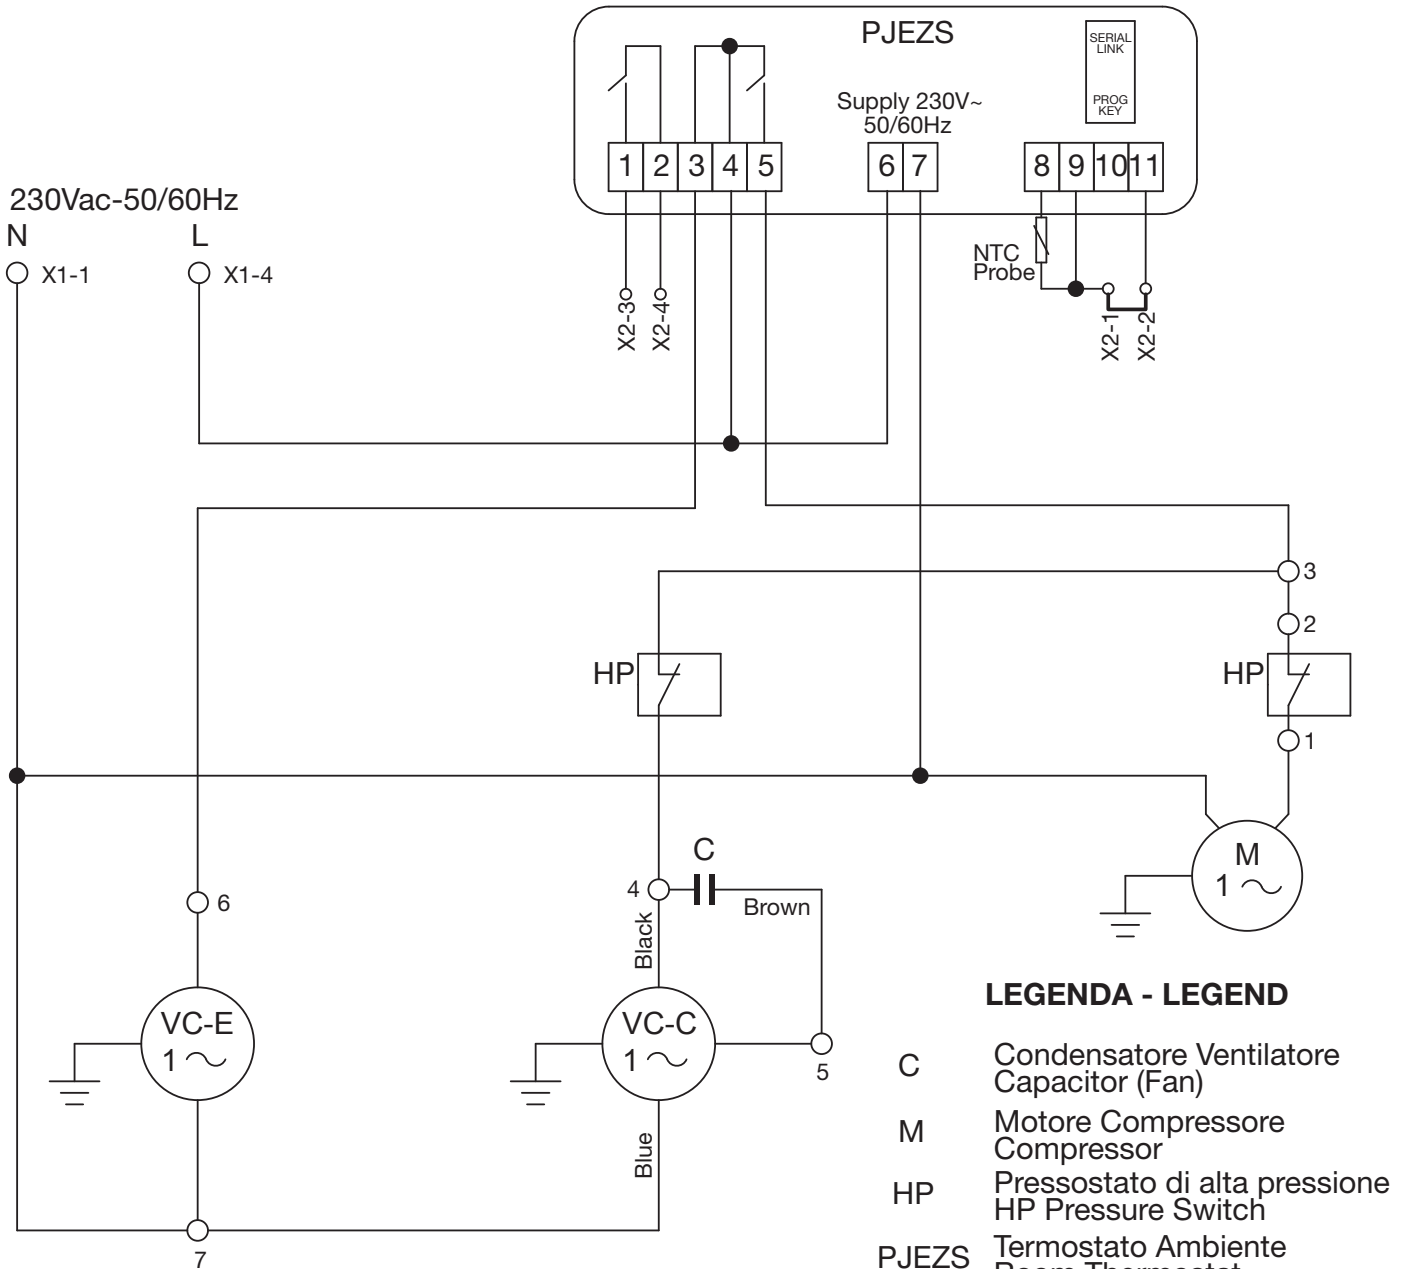 PJEZS
SERIAL
LINK
PROG
KEY
Supply 230V~
50/60Hz
1 2 3 4 5 6 7 8 9 10 11
230Vac-50/60Hz
N L
X1-1 X1-4
NTC
Probe
X2-3
X2-4
X2-1
X2-2
3
2
HP
HP
1
C
4
Brown
Black
6
M
1
VC-E
1
VC-C
1
5
Blue
7
LEGENDA - LEGEND
C Condensatore Ventilatore
Capacitor (Fan)
M Motore Compressore
Compressor
HP Pressostato di alta pressione
HP Pressure Switch
PJEZS Termostato Ambiente
Room Thermostat